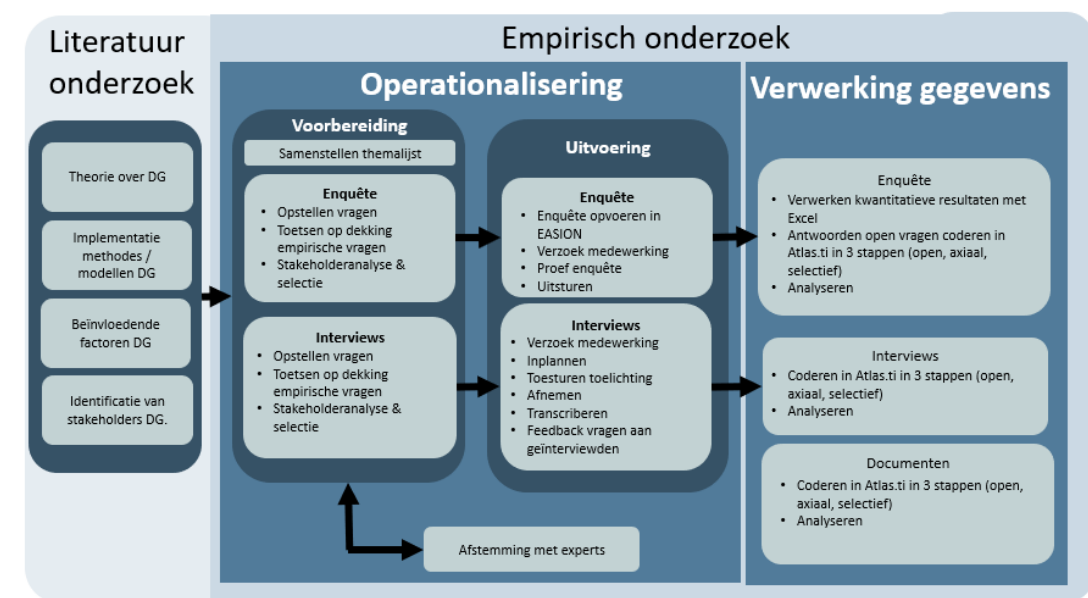 Literatuur
onderzoek
Theorie over DG
Implementatie
methodes /
modellen DG
Beïnvloedende
factoren DG
Identificatie van
stakeholders DG.
Empirisch onderzoek
Operationalisering
Voorbereiding
Samenstellen themalijst
Enquête
• Opstellen vragen
• Toetsen op dekking
empirische vragen
• Stakeholderanalyse &
selectie
Interviews
• Opstellen vragen
• Toetsen op dekking
empirische vragen
• Stakeholderanalyse &
selectie
Uitvoering
Enquête
• Enquête opvoeren in
EASION
• Verzoek medewerking
• Proef enquête
• Uitsturen
Interviews
• Verzoek medewerking
• Inplannen
• Toesturen toelichting
• Afnemen
• Transcriberen
• Feedback vragen aan
geïnterviewden
Afstemming met experts
Verwerking gegevens
Enquête
• Verwerken kwantitatieve resultaten met
Excel
• Antwoorden open vragen coderen in
Atlas.ti in 3 stappen (open, axiaal,
selectief)
• Analyseren
Interviews
• Coderen in Atlas.ti in 3 stappen (open,
axiaal, selectief)
• Analyseren
Documenten
• Coderen in Atlas.ti in 3 stappen (open,
axiaal, selectief)
• Analyseren